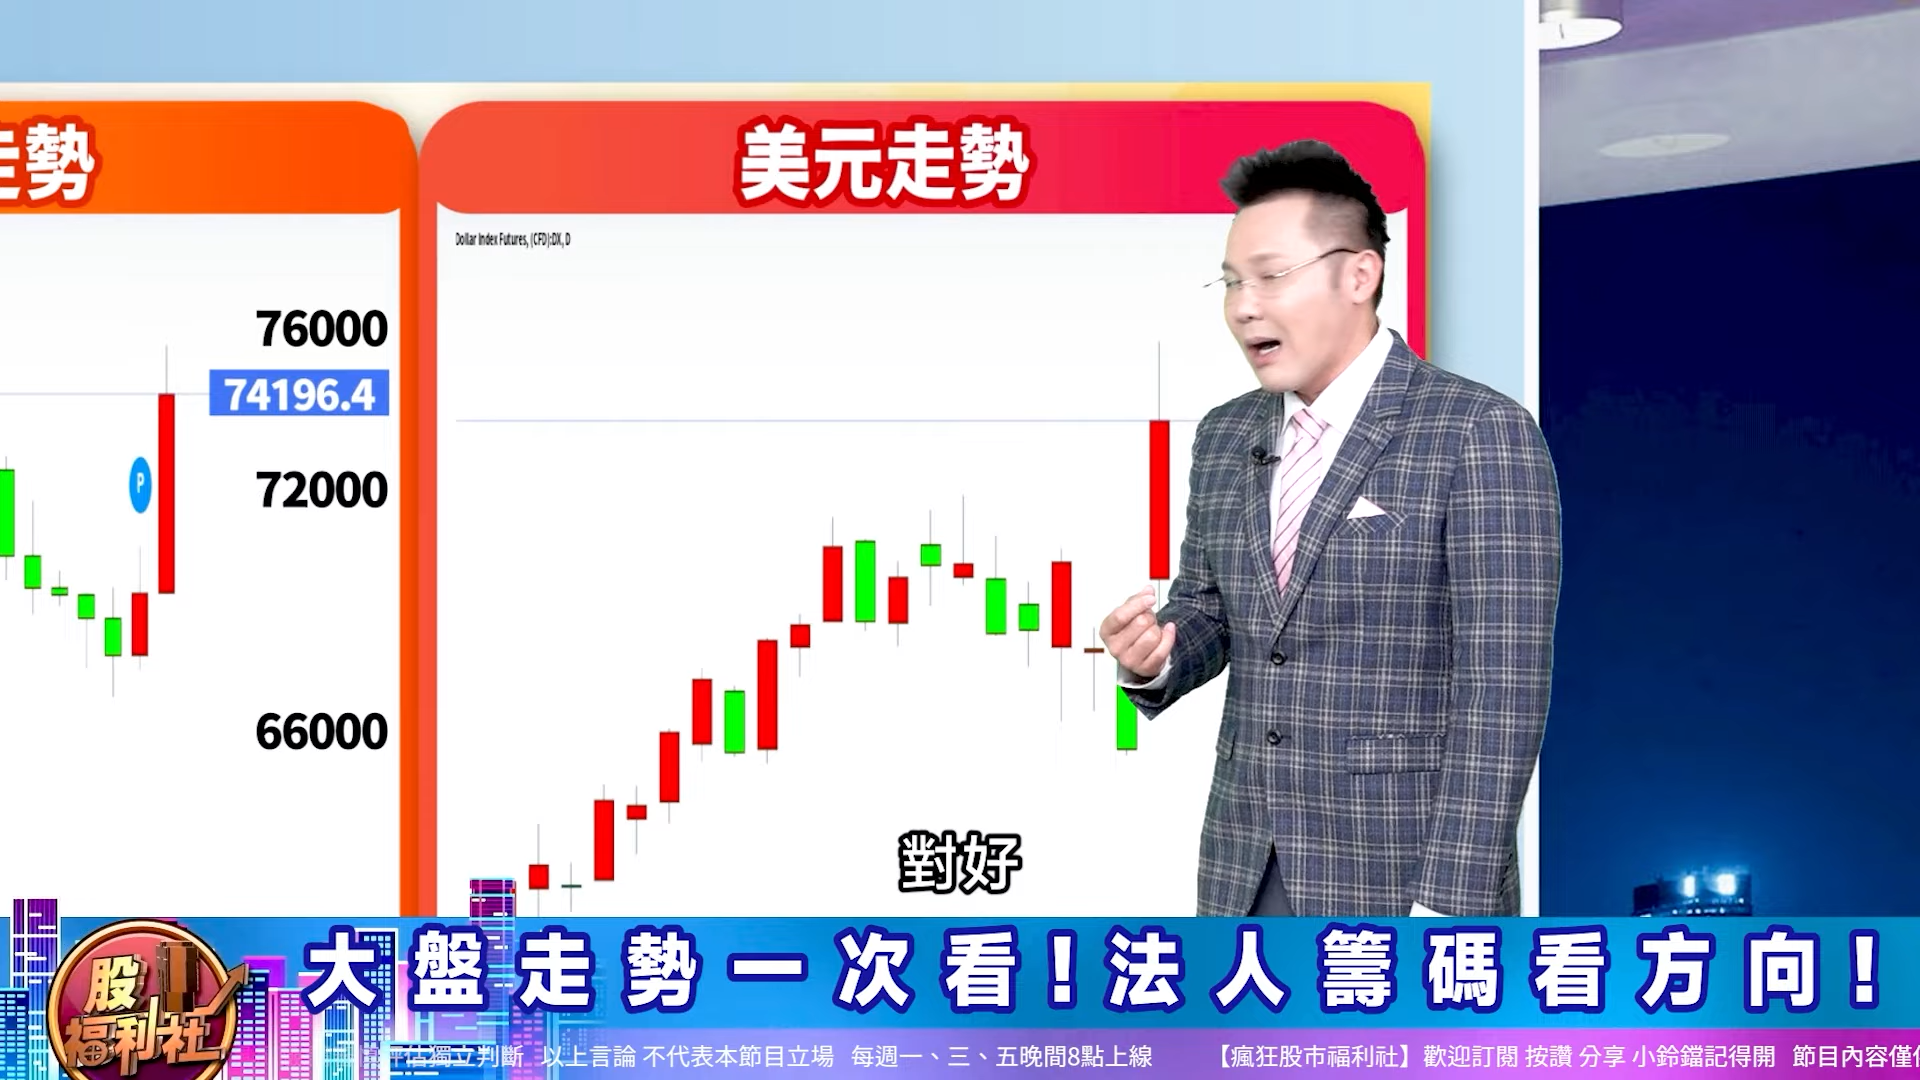 走勢
美元走勢
Dollar Index Futures, (CFD):DX, D
76000
74196.4
P
72000
66000
對好
大盤走勢一次看！法人籌碼看方向！
股
福利社
評估獨立判斷 以上言論 不代表本節目立場 每週一、三、五晚間8點上線 【瘋狂股市福利社】歡迎訂閱 按讚 分享 小鈴鐺記得開 節目內容僅